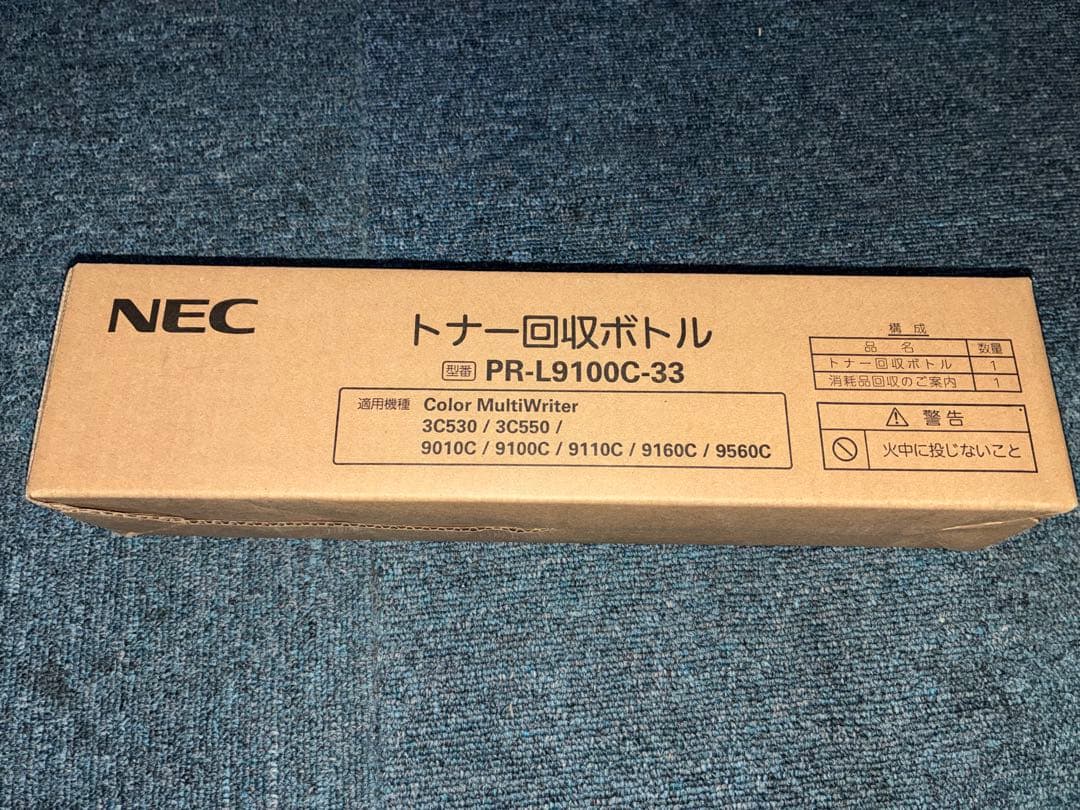 NEC
トナー回収ボトル
型番 PR-L9100C-33
適用機種 Color MultiWriter
3C530 / 3C550 /
9010C / 9100C / 9110C / 9160C / 9560C
構成
品名 数量
トナー回収ボトル 1
消耗品回収のご案内 1
警告
火中に投じないこと